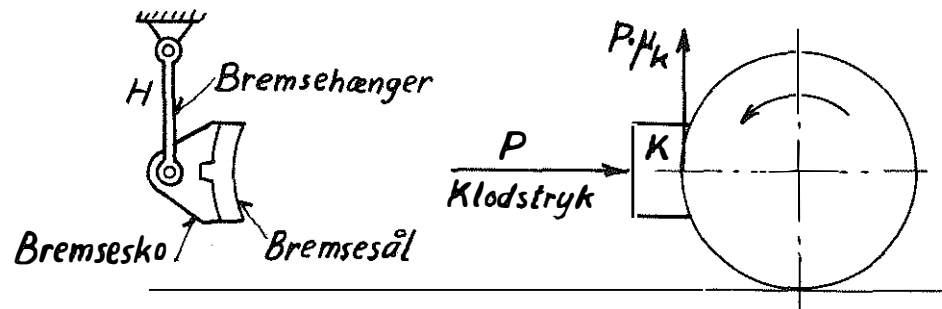 H
Bremsehænger
Bremsesko
Bremsesål
P·μk
P
Klodstryk
K